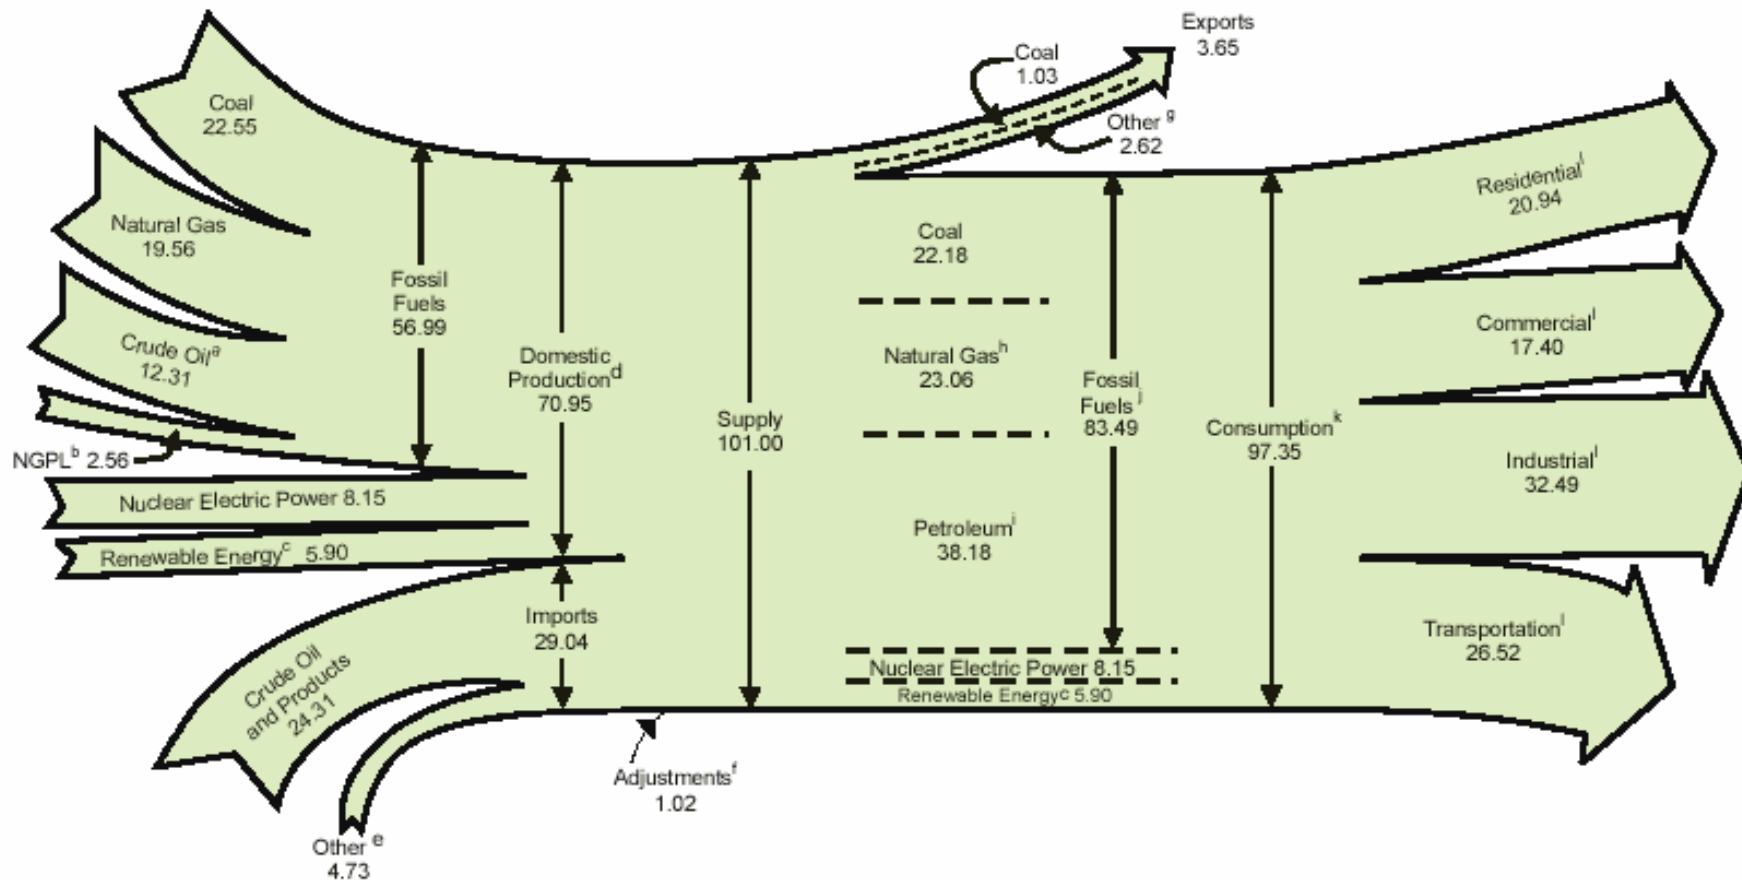 Exports
3.65
Coal
1.03
Other g
2.62
Coal
22.55
Natural Gas
19.56
Crude Oil a
12.31
NGPL b 2.56
Nuclear Electric Power 8.15
Renewable Energy c 5.90
Crude Oil
and Products
24.31
Other e
4.73
Fossil
Fuels
56.99
Domestic
Production d
70.95
Imports
29.04
Adjustments f
1.02
Supply
101.00
Coal
22.18
Natural Gas h
23.06
Petroleum i
38.18
Nuclear Electric Power 8.15
Renewable Energy c 5.90
Fossil
Fuels j
83.49
Consumption k
97.35
Residential l
20.94
Commercial l
17.40
Industrial l
32.49
Transportation l
26.52